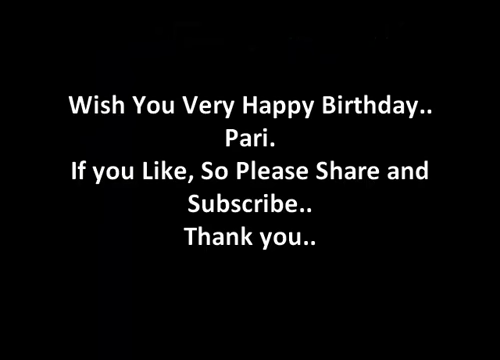 Wish You Very Happy Birthday..
Pari.
If you Like, So Please Share and
Subscribe..
Thank you..